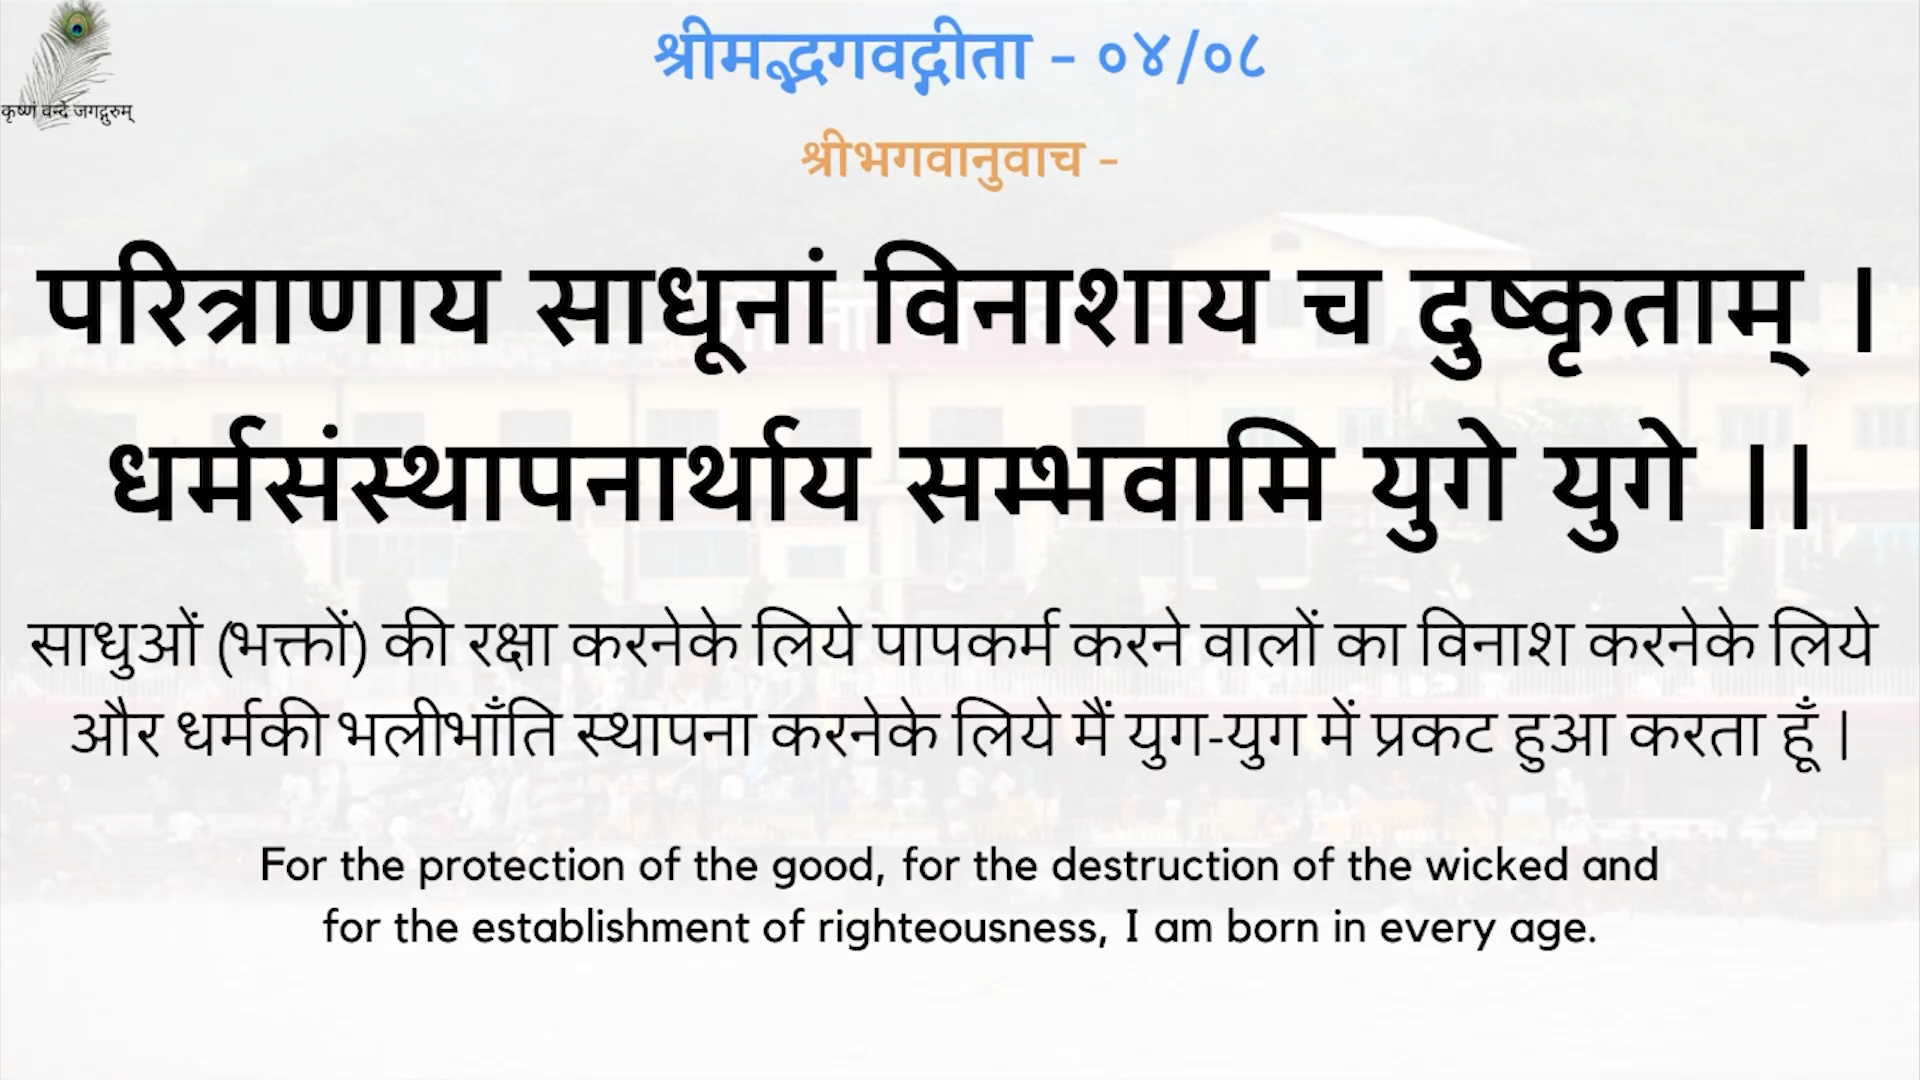 श्रीमद्भगवद्गीता - ०४/०८
कृष्णं वन्दे जगद्गुरुम्
श्रीभगवानुवाच -
परित्राणाय साधूनां विनाशाय च दुष्कृताम् |
धर्मसंस्थापनार्थाय सम्भवामि युगे युगे ||
साधुओं (भक्तों) की रक्षा करनेके लिये पापकर्म करने वालों का विनाश करनेके लिये
और धर्मकी भलीभाँति स्थापना करनेके लिये मैं युग-युग में प्रकट हुआ करता हूँ |
For the protection of the good, for the destruction of the wicked and
for the establishment of righteousness, I am born in every age.